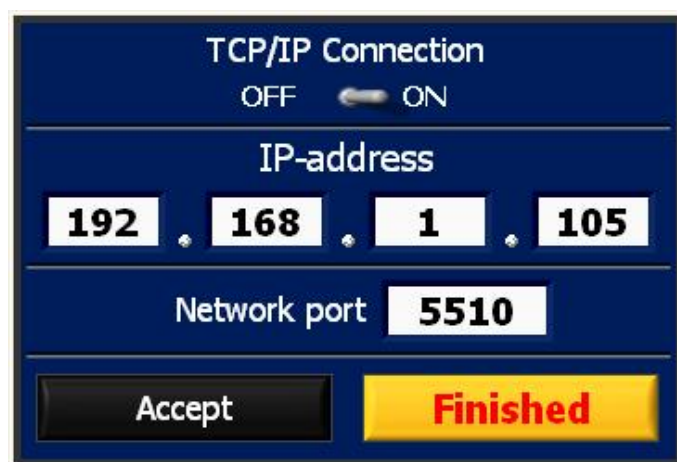 TCP/IP Connection
OFF ON
IP-address
192 . 168 . 1 . 105
Network port 5510
Accept Finished